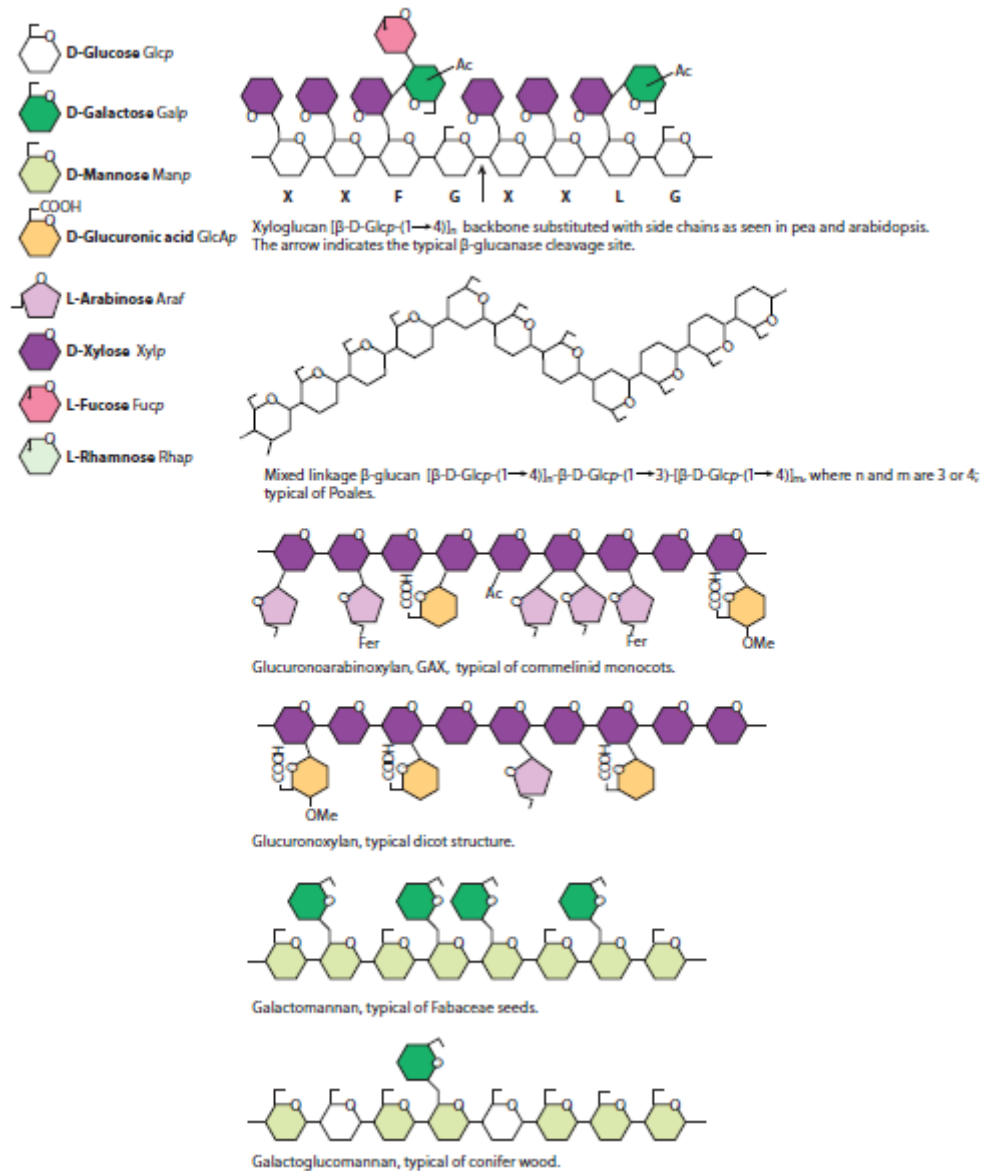 D-Glucose Glcp
D-Galactose Galp
D-Mannose Manp
COOH
D-Glucuronic acid GlcAp
L-Arabinose Araf
D-Xylose Xylp
L-Fucose Fucp
L-Rhamnose Rhap
Ac
Ac
X X F G X X L G
Xyloglucan [β-D-Glcp-(1→4)]n backbone substituted with side chains as seen in pea and arabidopsis.
The arrow indicates the typical β-glucanase cleavage site.
Mixed linkage β-glucan [β-D-Glcp-(1→4)]n-β-D-Glcp-(1→3)-[β-D-Glcp-(1→4)]m, where n and m are 3 or 4;
typical of Poales.
COOH
Ac
COOH
Fer
Fer
OMe
Glucuronoarabinoxylan, GAX, typical of commelinid monocots.
COOH
COOH
COOH
OMe
Glucuronoxylan, typical dicot structure.
Galactomannan, typical of Fabaceae seeds.
Galactoglucomannan, typical of conifer wood.